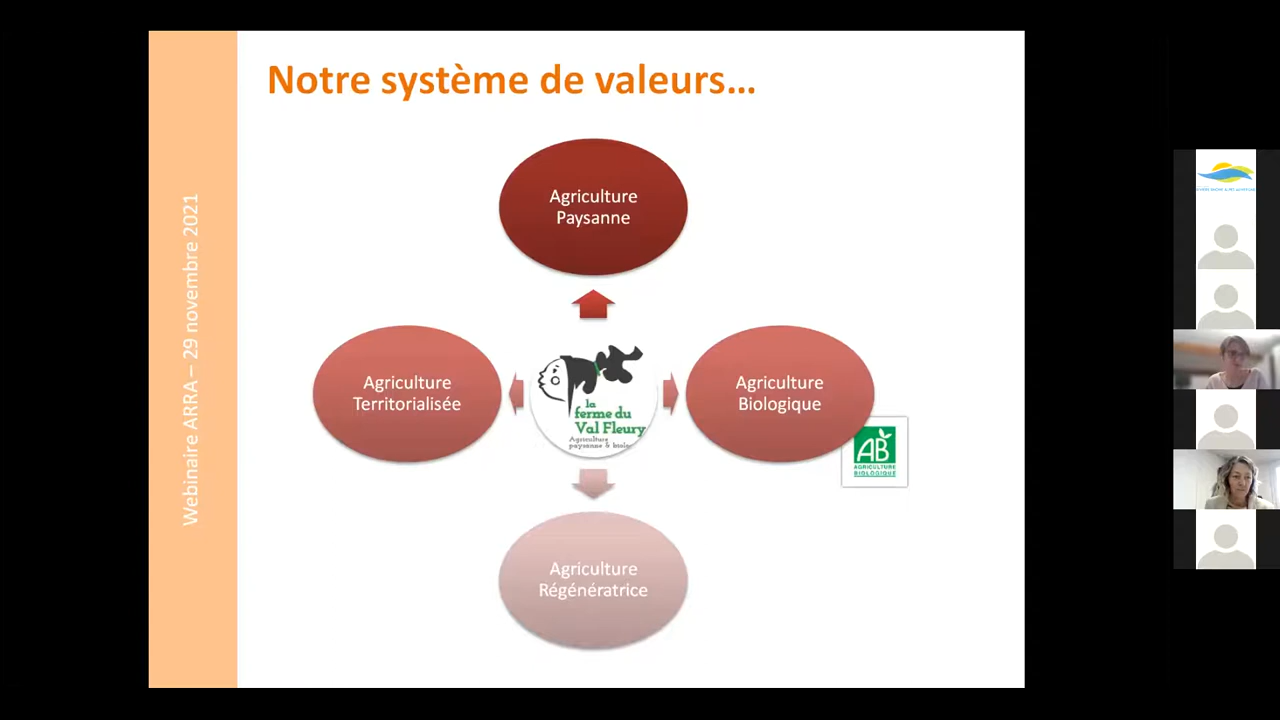 Notre système de valeurs...
Webinaire ARRA – 29 novembre 2021
Agriculture
Paysanne
Agriculture
Territorialisée
la
ferme du
Val Fleury
Agriculture
paysanne & bio
Agriculture
Biologique
AB
AGRICULTURE
BIOLOGIQUE
Agriculture
Régénératrice